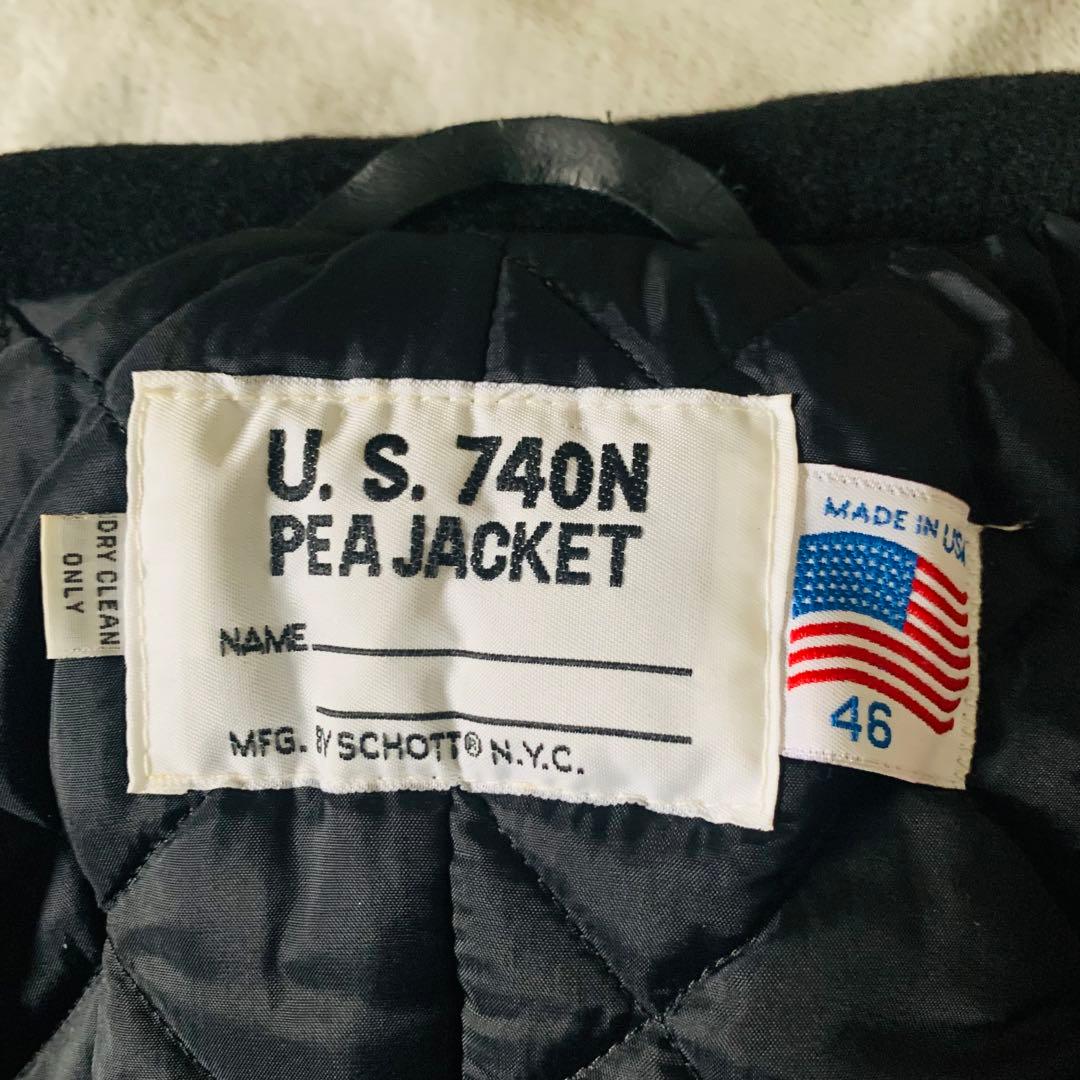 U. S. 740N
PEA JACKET
NAME
MFG. BY SCHOTT® N.Y.C.
DRY CLEAN
ONLY
MADE IN USA
46